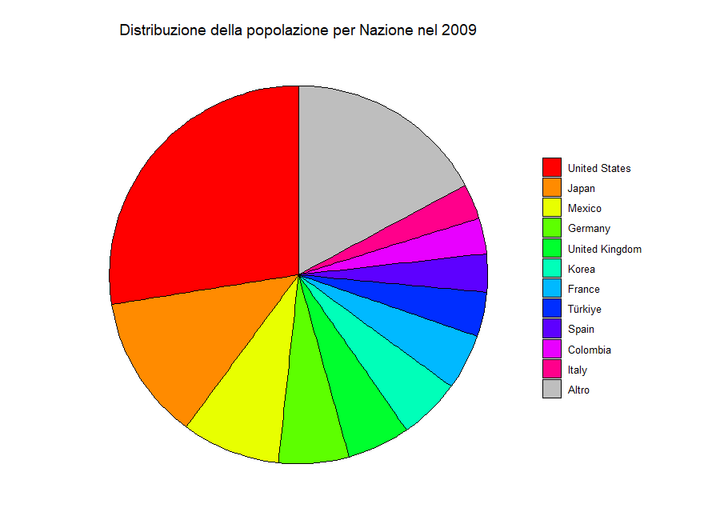 Distribuzione della popolazione per Nazione nel 2009
United States
Japan
Mexico
Germany
United Kingdom
Korea
France
Türkiye
Spain
Colombia
Italy
Altro